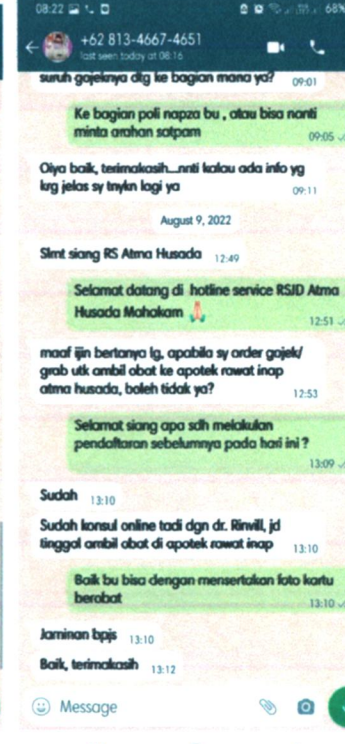 08:22
68%
+62 813-4667-4651
last seen today at 08:16
suruh gojeknya dtg ke bagian mana ya? 09:01
Ke bagian poli napza bu , atau bisa nanti
minta arahan satpam 09:05
Oiya baik, terimakasih....nnti kalau ada info yg
krg jelas sy tnykn lagi ya 09:11
August 9, 2022
Slmt siang RS Atma Husada 12:49
Selamat datang di hotline service RSJD Atma
Husada Mahakam 🙏 12:51
maaf ijin bertanya lg, apabila sy order gojek/
grab utk ambil obat ke apotek rawat inap
atma husada, boleh tidak ya? 12:53
Selamat siang apa sdh melakukan
pendaftaran sebelumnya pada hari ini ? 13:09
Sudah 13:10
Sudah konsul online tadi dgn dr. Rinvill, jd
tinggal ambil obat di apotek rawat inap 13:10
Baik bu bisa dengan mensertakan foto kartu
berobat 13:10
Jaminan bpjs 13:10
Baik, terimakasih 13:12
Message